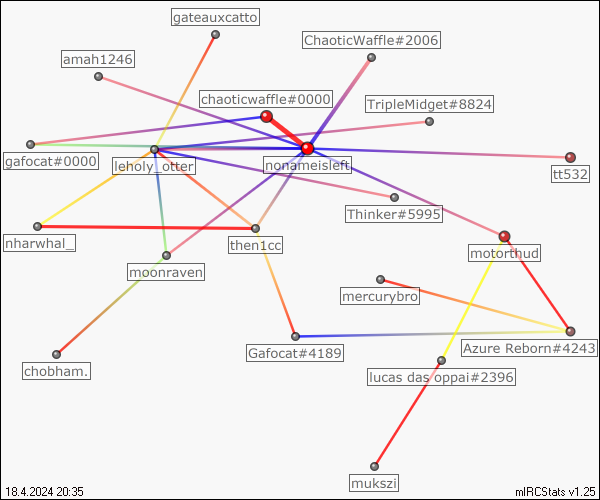 gateauxcatto
ChaoticWaffle#2006
amah1246
chaoticwaffle#0000
TripleMidget#8824
gafocat#0000
leholy_otter
nonameisleft
tt532
Thinker#5995
nharwhal_
then1cc
motorthud
moonraven
mercurybro
Gafocat#4189
Azure Reborn#4243
chobham.
lucas das oppai#2396
mukszi
18.4.2024 20:35
mIRCStats v1.25